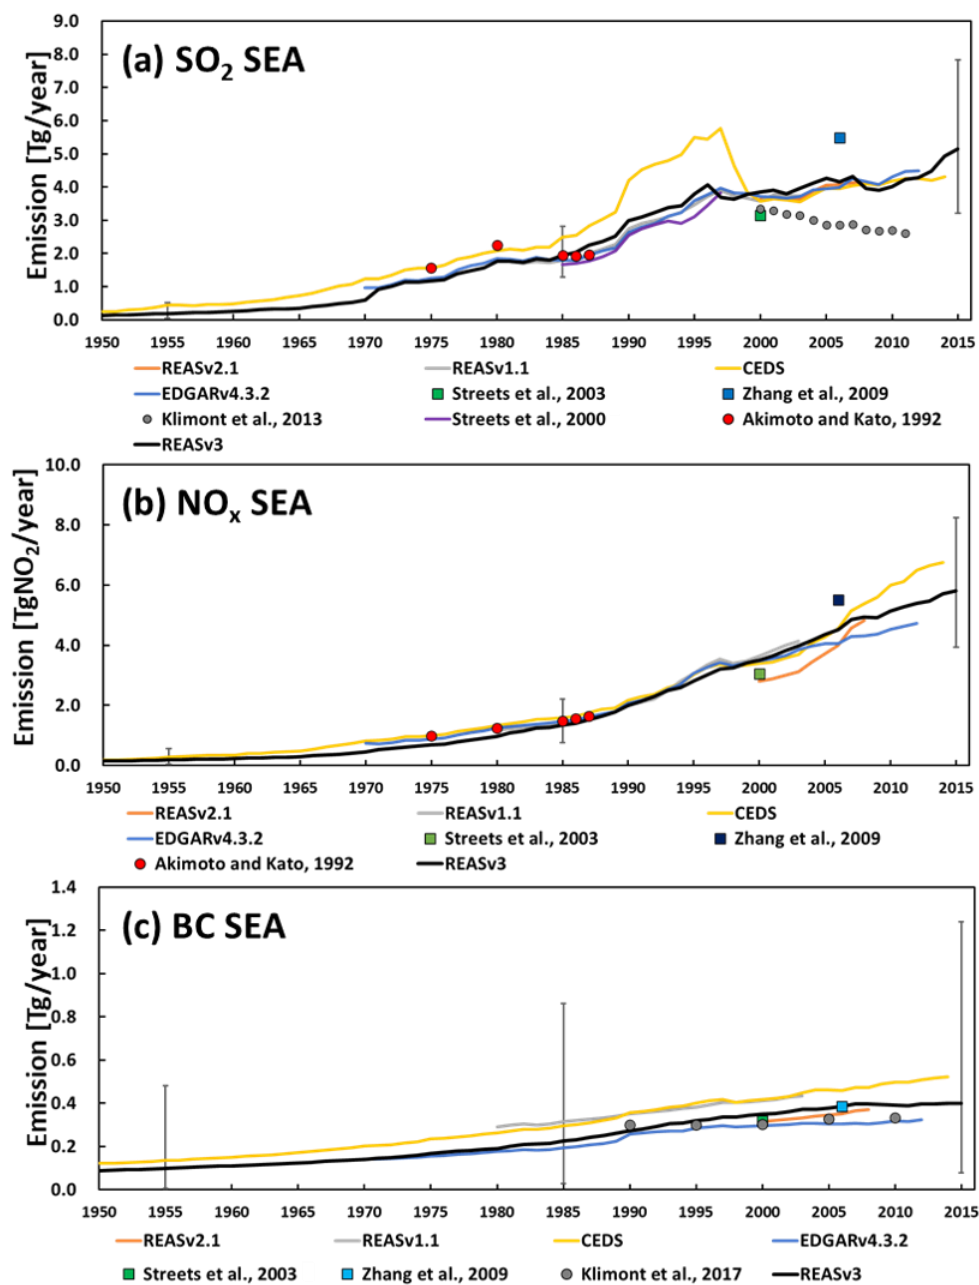 (a) SO2 SEA
Emission [Tg/year]
9.0
8.0
7.0
6.0
5.0
4.0
3.0
2.0
1.0
0.0
1950 1955 1960 1965 1970 1975 1980 1985 1990 1995 2000 2005 2010 2015
REASv2.1 REASv1.1 CEDS
EDGARv4.3.2 Streets et al., 2003 Zhang et al., 2009
Klimont et al., 2013 Streets et al., 2000 Akimoto and Kato, 1992
REASv3
(b) NOx SEA
Emission [TgNO2/year]
10.0
8.0
6.0
4.0
2.0
0.0
1950 1955 1960 1965 1970 1975 1980 1985 1990 1995 2000 2005 2010 2015
REASv2.1 REASv1.1 CEDS
EDGARv4.3.2 Streets et al., 2003 Zhang et al., 2009
Akimoto and Kato, 1992 REASv3
(c) BC SEA
Emission [Tg/year]
1.4
1.2
1.0
0.8
0.6
0.4
0.2
0.0
1950 1955 1960 1965 1970 1975 1980 1985 1990 1995 2000 2005 2010 2015
REASv2.1 REASv1.1 CEDS EDGARv4.3.2
Streets et al., 2003 Zhang et al., 2009 Klimont et al., 2017 REASv3